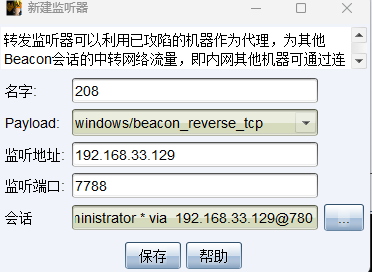 新建监听器
转发监听器可以利用已攻陷的机器作为代理，为其他
Beacon会话的中转网络流量，即内网其他机器可通过连
名字: 208
Payload: windows/beacon_reverse_tcp
监听地址: 192.168.33.129
监听端口: 7788
会话 ministrator * via 192.168.33.129@780 ...
保存 帮助